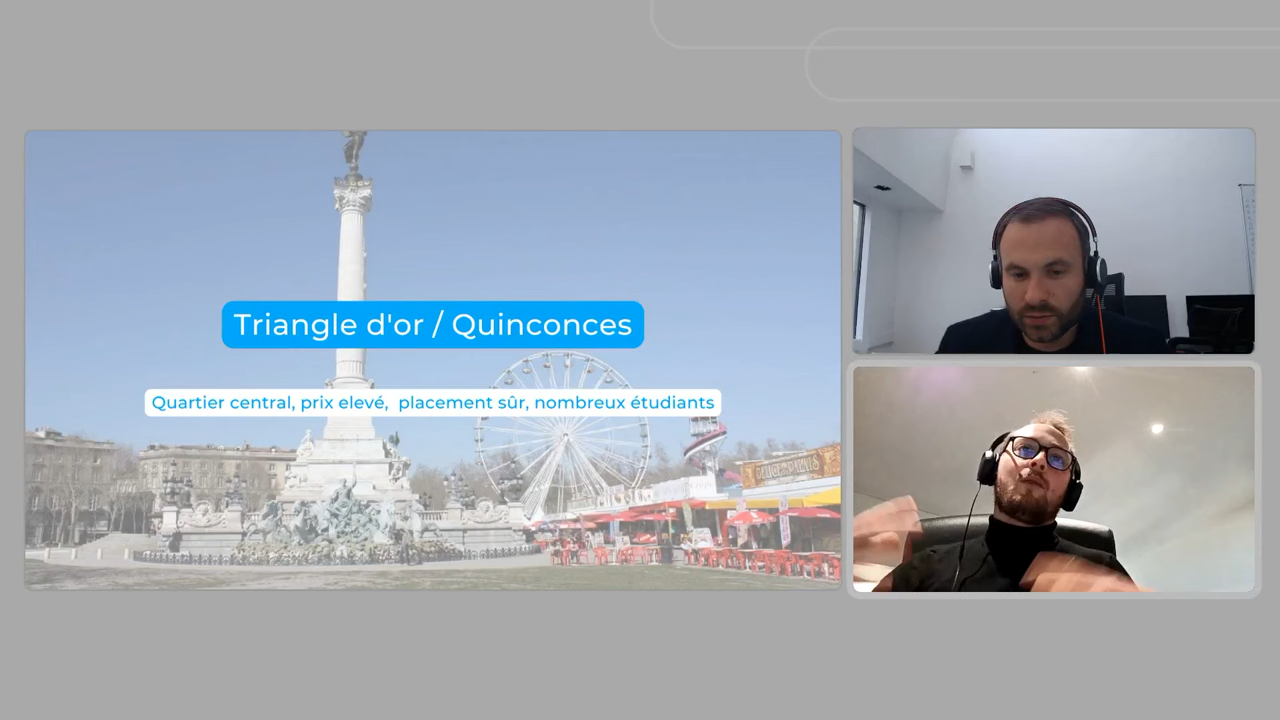 Triangle d'or / Quinconces
Quartier central, prix elevé, placement sûr, nombreux étudiants